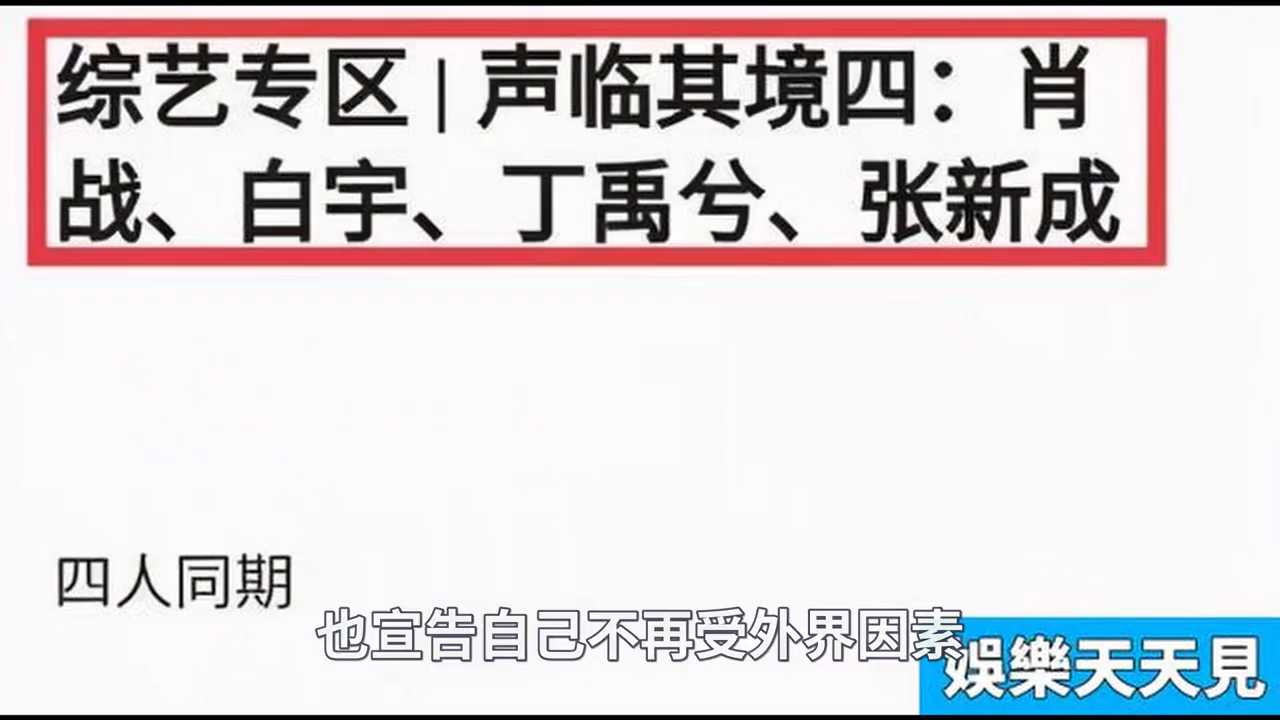 综艺专区 | 声临其境四：肖
战、白宇、丁禹兮、张新成
四人同期
也宣告自己不再受外界因素
娛樂天天見